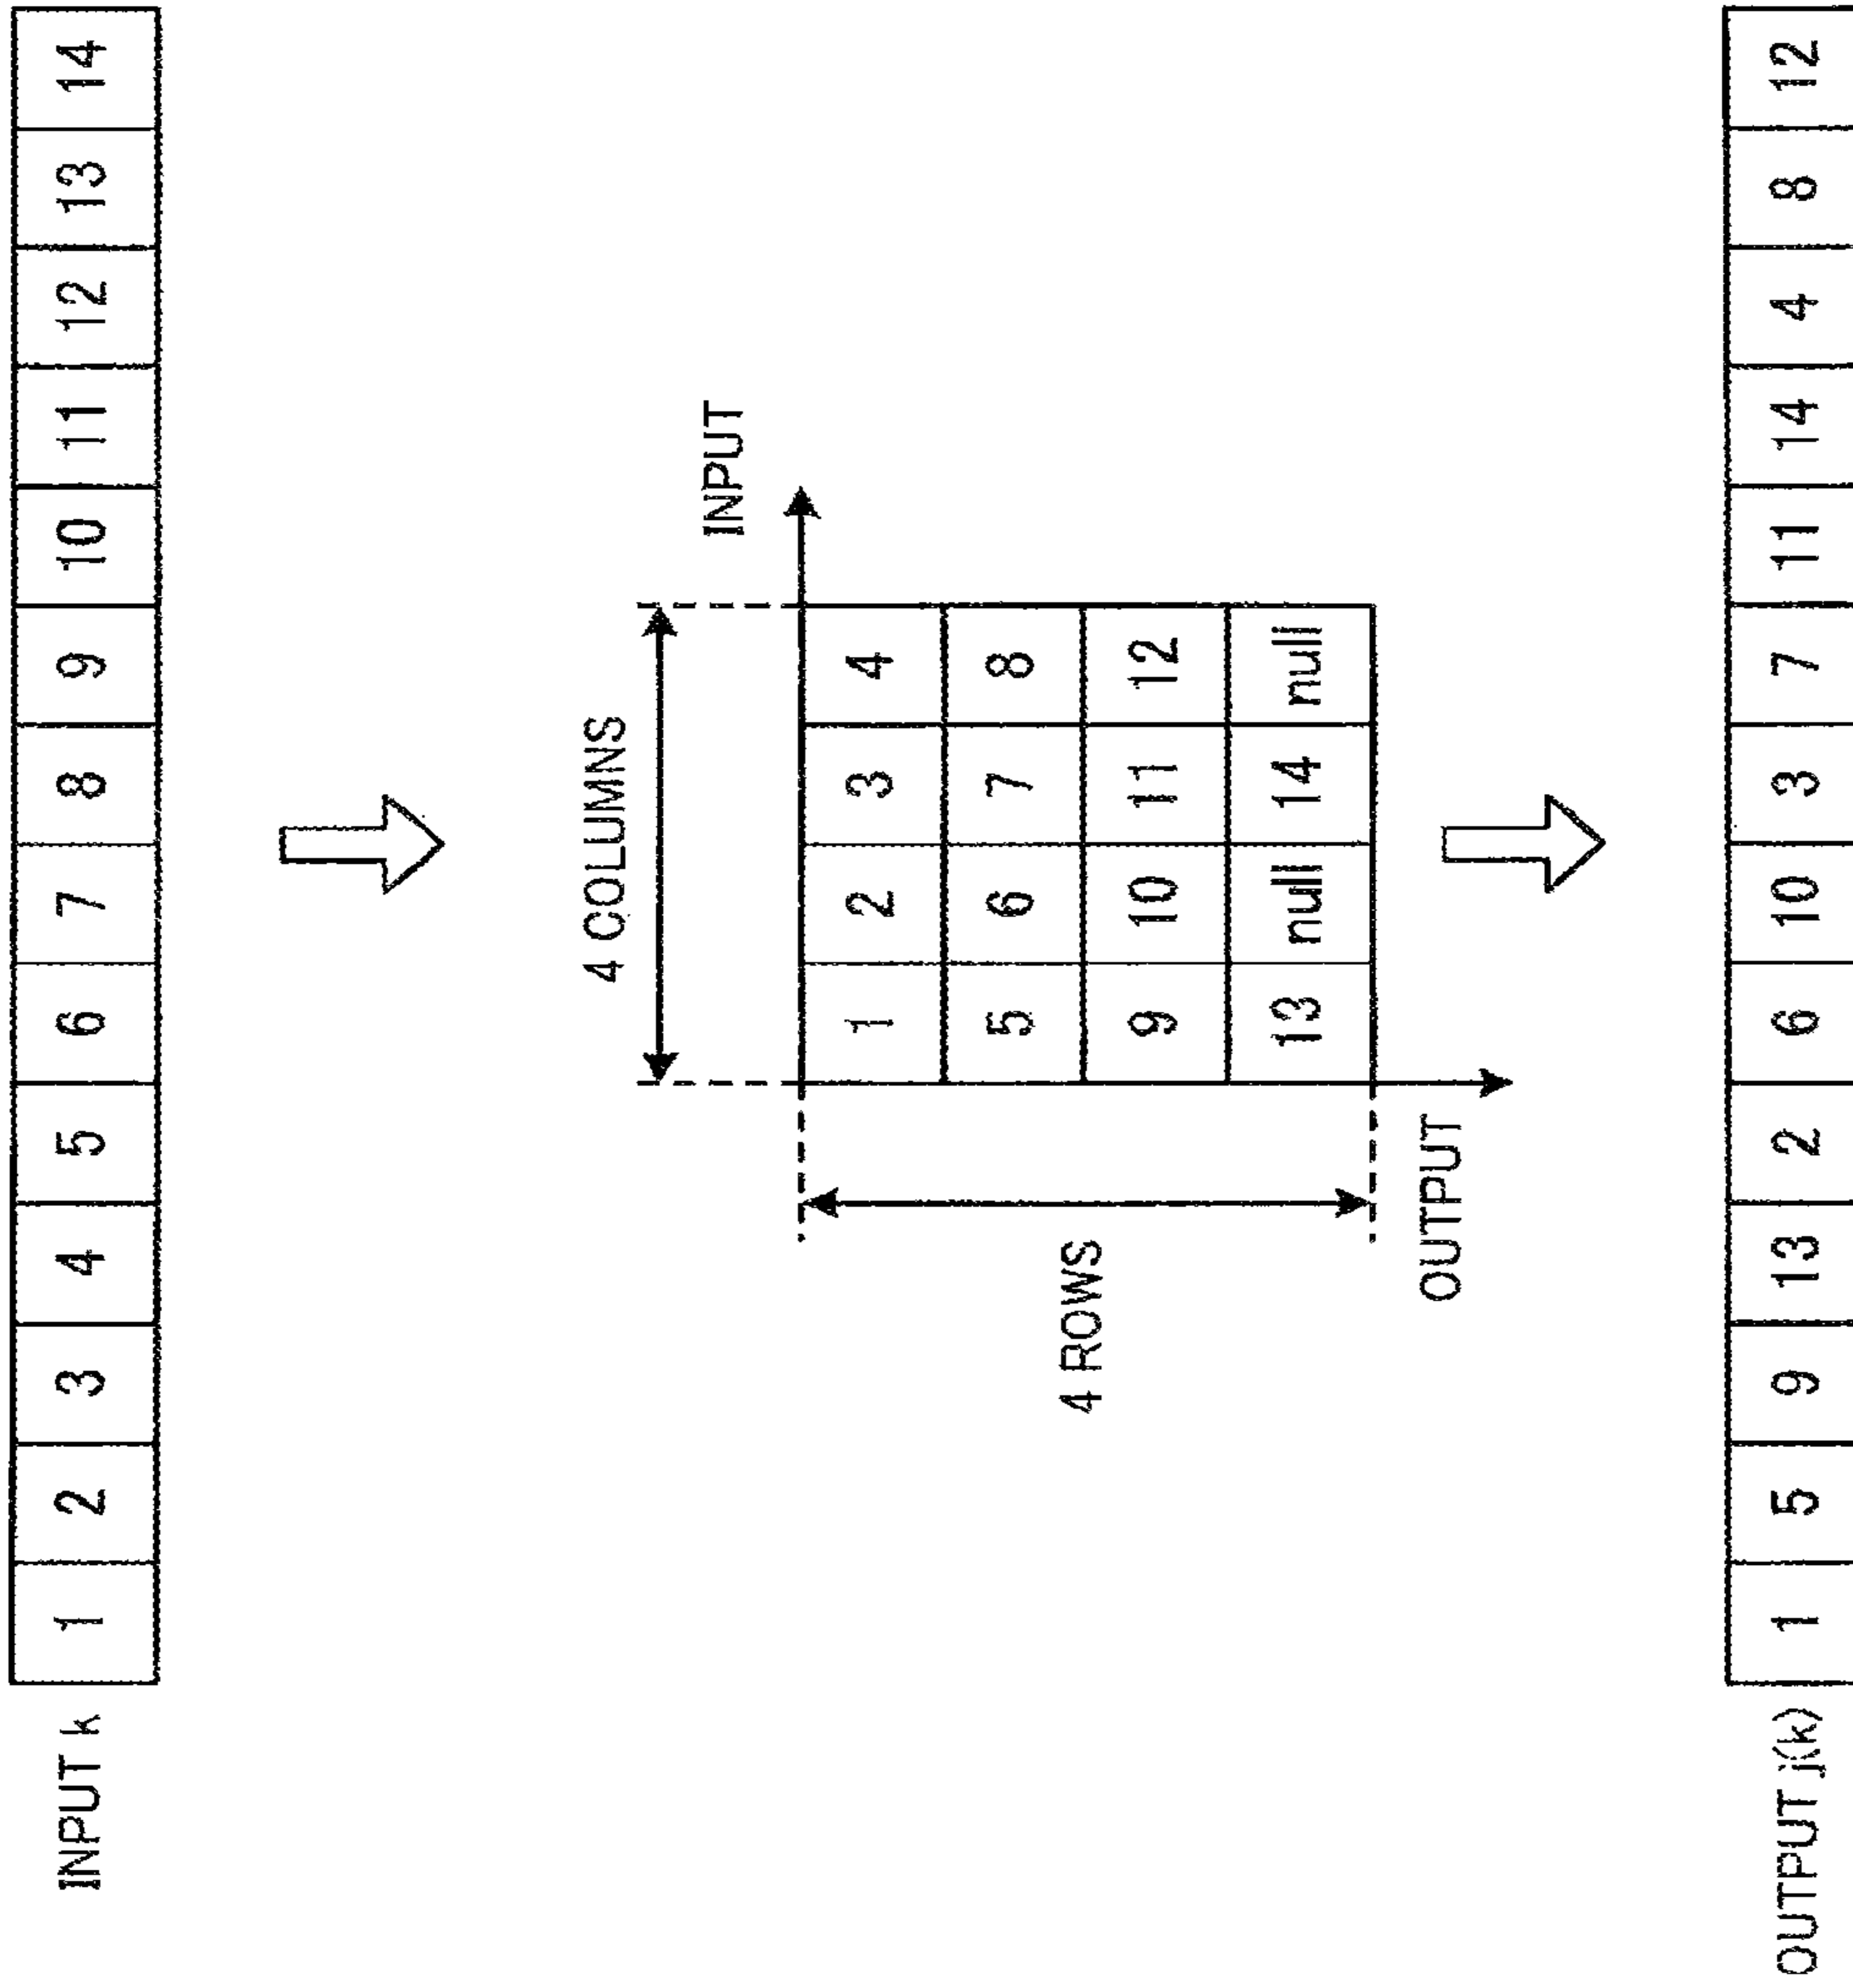 INPUT k 1 2 3 4 5 6 7 8 9 10 11 12 13 14
4 COLUMNS
INPUT
4 ROWS
1 2 3 4
5 6 7 8
9 10 11 12
13 null 14 null
OUTPUT
OUTPUT j(k) 1 5 9 13 2 6 10 3 7 11 14 4 8 12